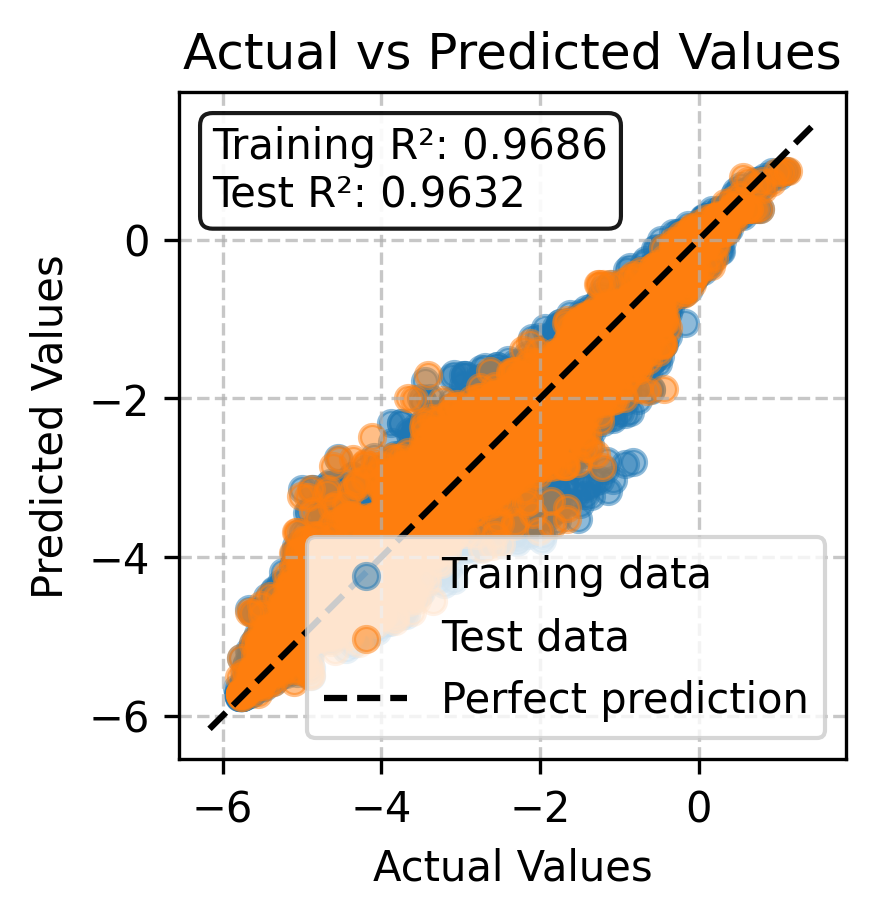 Actual vs Predicted Values
Training R²: 0.9686
Test R²: 0.9632
Predicted Values
0
−2
−4
−6
Training data
Test data
Perfect prediction
−6 −4 −2 0
Actual Values